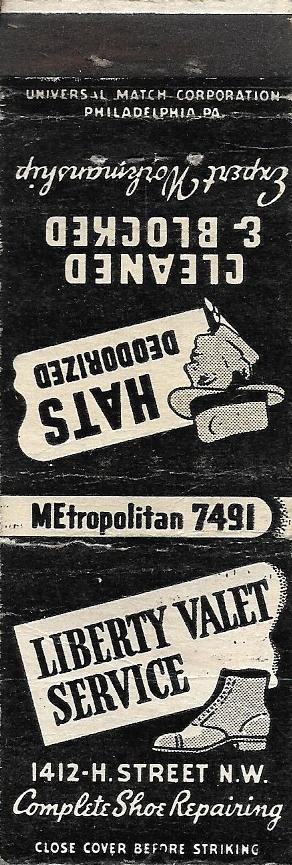 UNIVERSAL MATCH CORPORATION
PHILADELPHIA, PA.
HATS
DEODORIZED
CLEANED
& BLOCKED
Expert Workmanship
MEtropolitan 7491
LIBERTY VALET
SERVICE
1412-H. STREET N.W.
Complete Shoe Repairing
CLOSE COVER BEFORE STRIKING